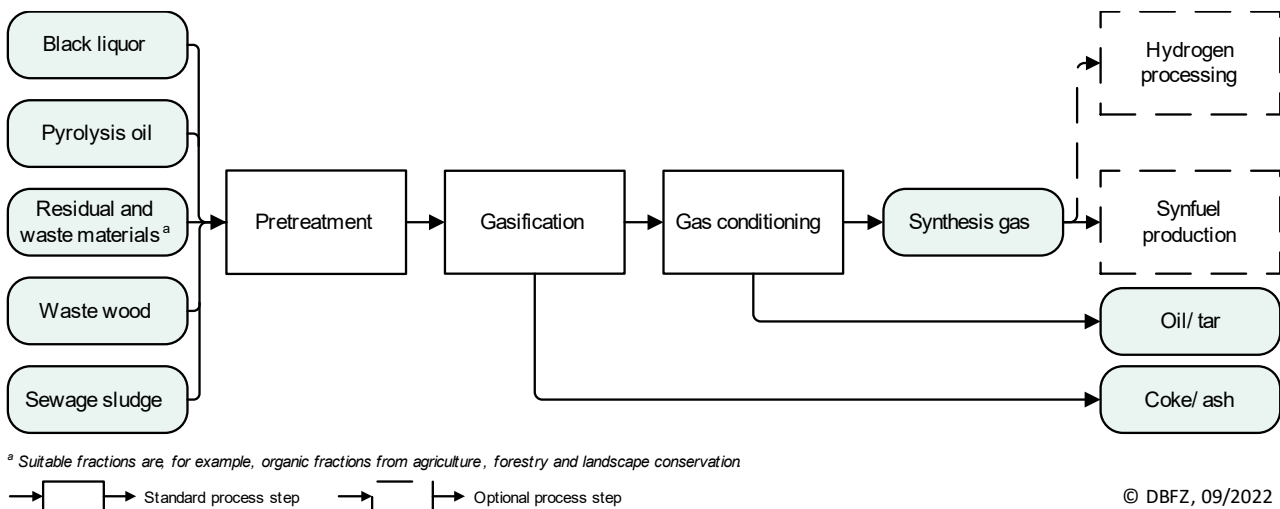 Black liquor
Pyrolysis oil
Residual and
waste materials a
Waste wood
Sewage sludge
Pretreatment
Gasification
Gas conditioning
Synthesis gas
Hydrogen
processing
Synfuel
production
Oil/ tar
Coke/ ash
a Suitable fractions are, for example, organic fractions from agriculture, forestry and landscape conservation
Standard process step
Optional process step
© DBFZ, 09/2022